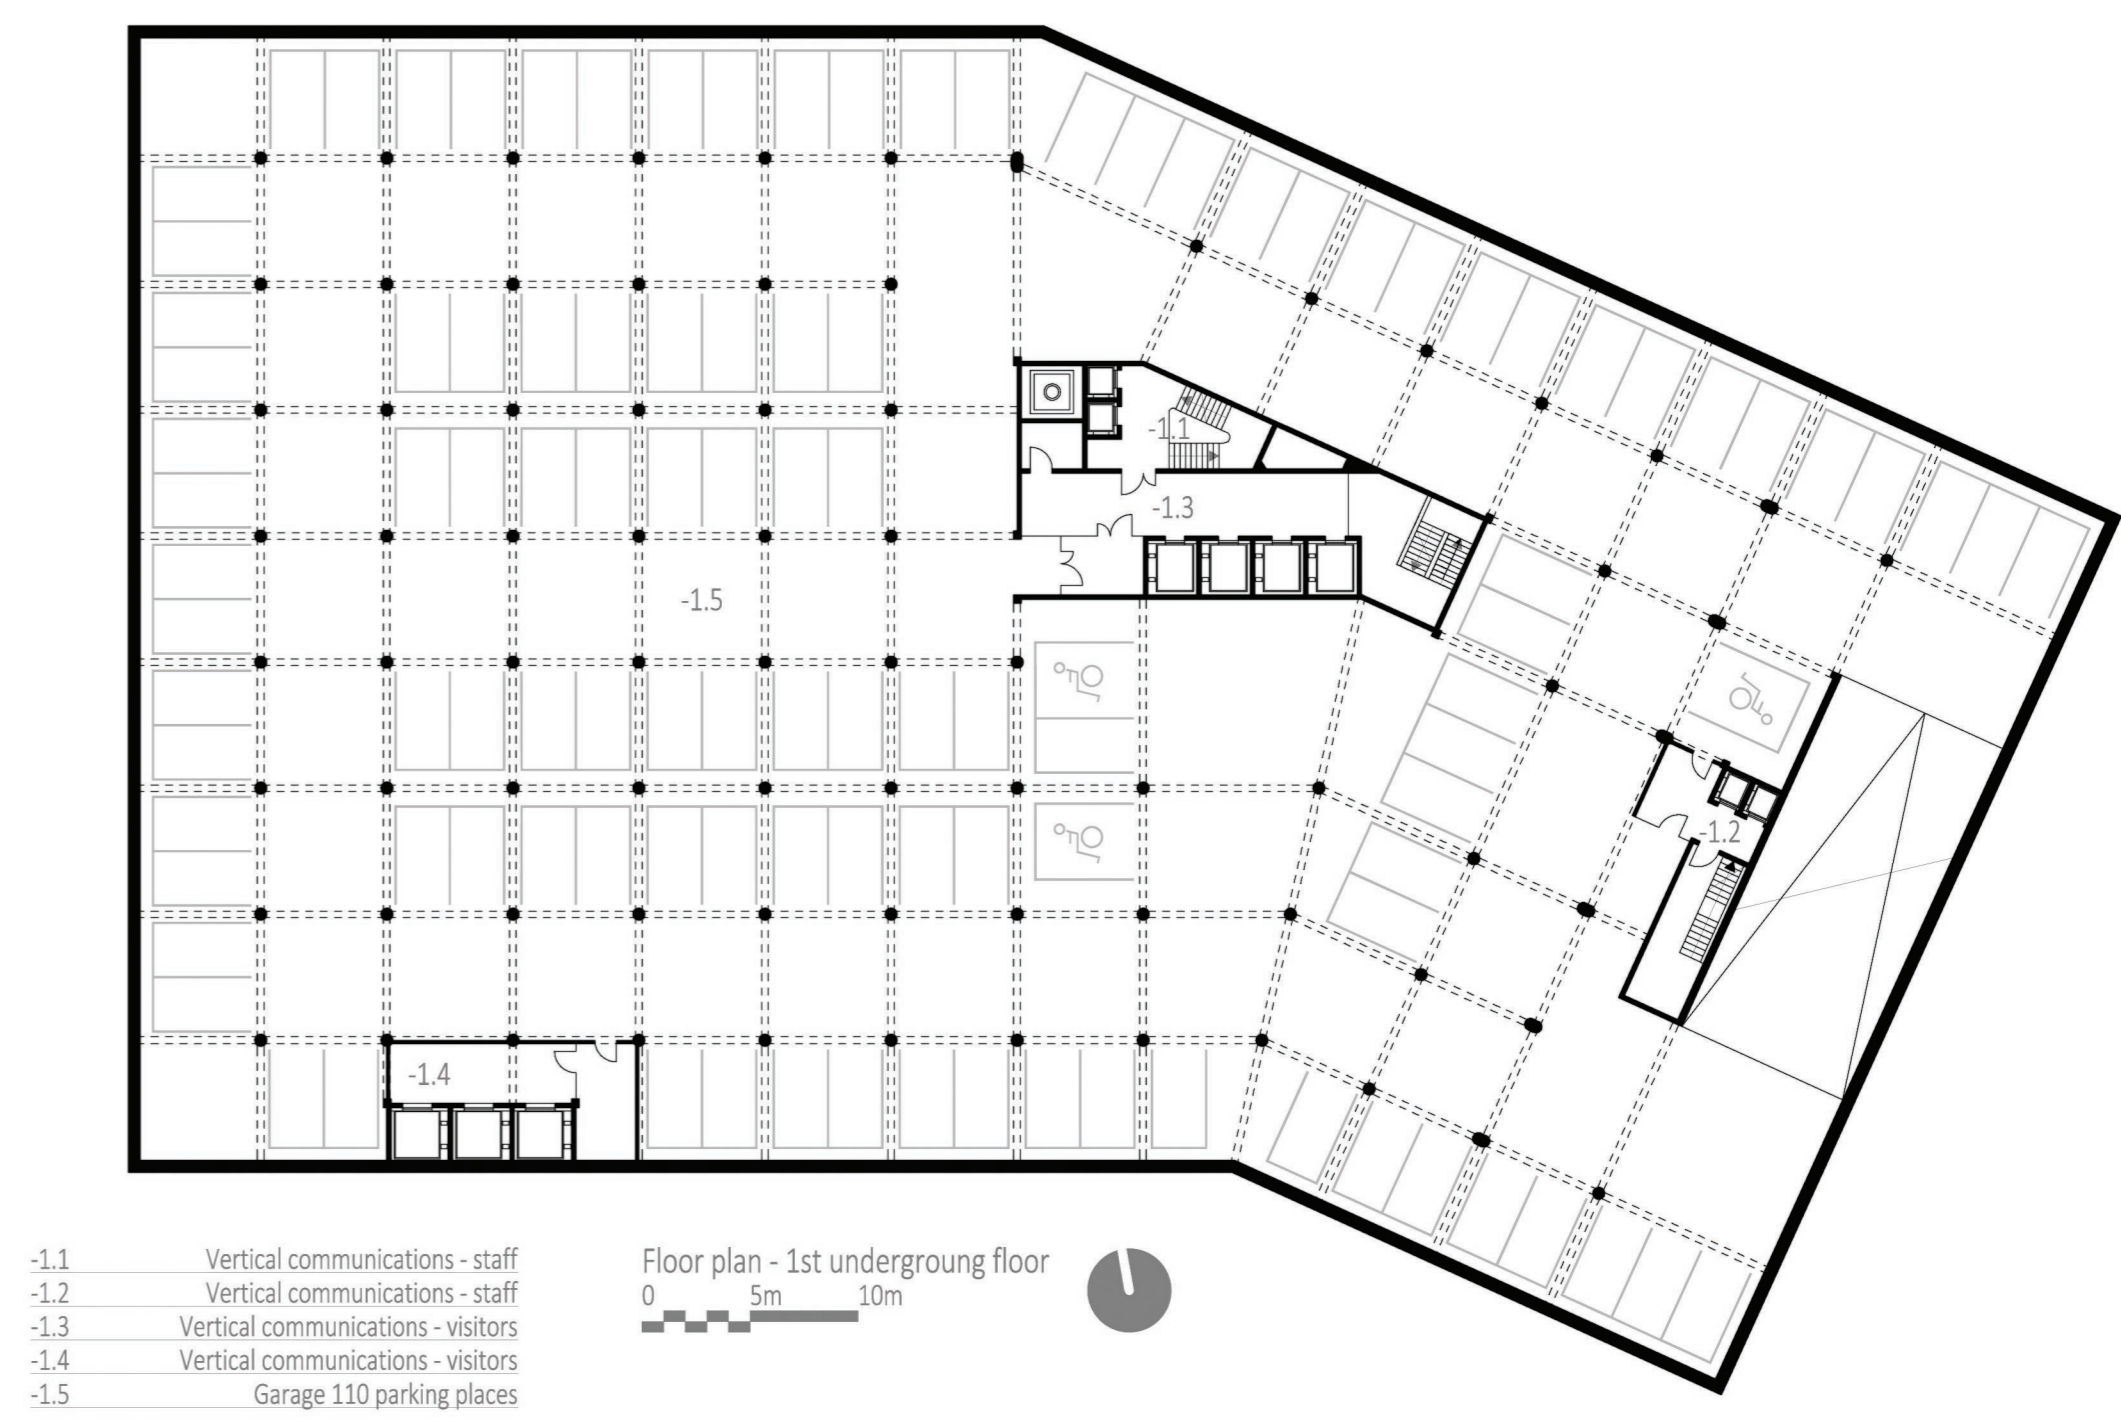 -1.1
-1.3
-1.5
-1.2
-1.4
-1.1 Vertical communications - staff
-1.2 Vertical communications - staff
-1.3 Vertical communications - visitors
-1.4 Vertical communications - visitors
-1.5 Garage 110 parking places
Floor plan - 1st undergroung floor
0 5m 10m